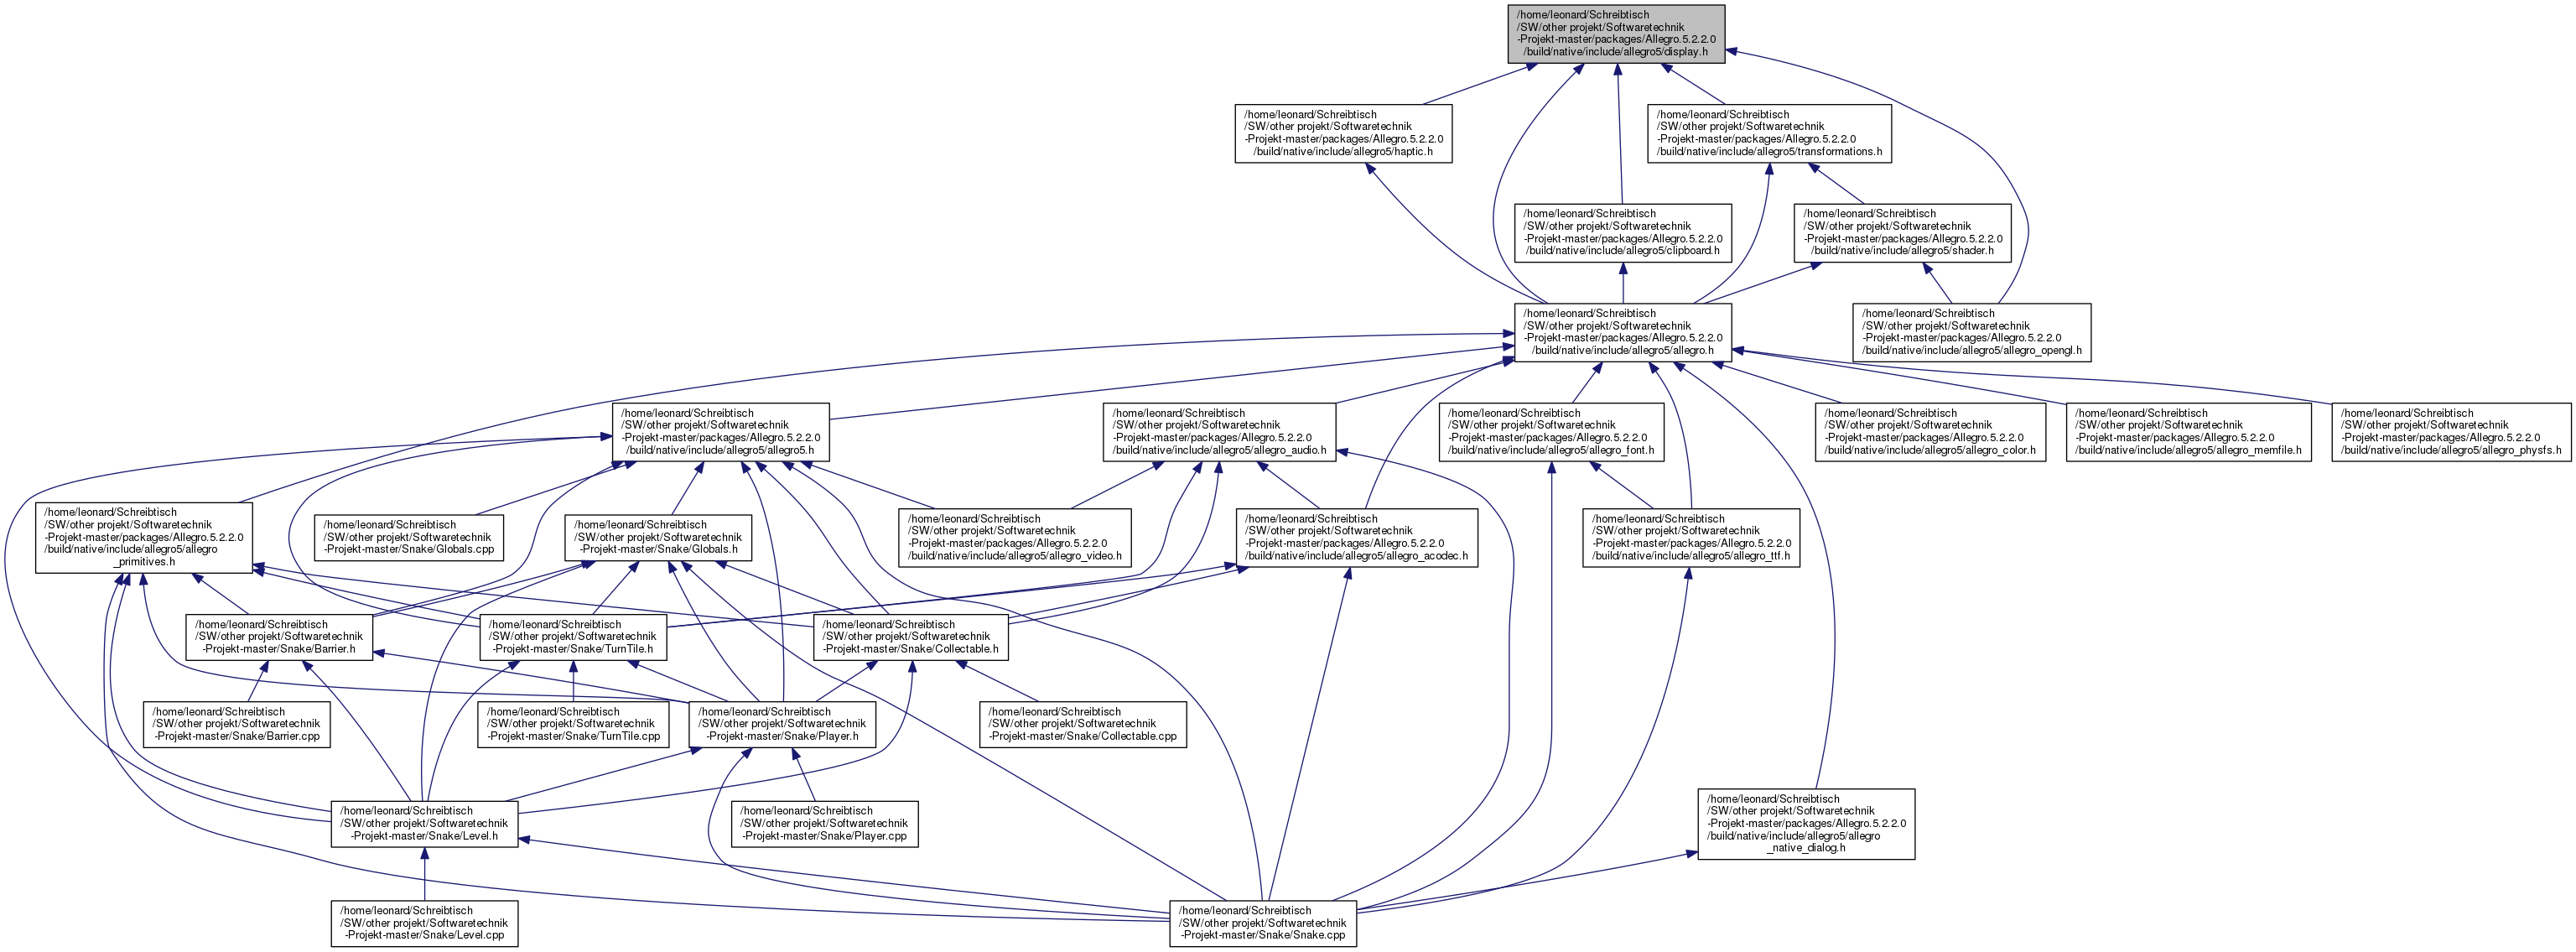 /home/leonard/Schreibtisch
/SW/other projekt/Softwaretechnik
-Projekt-master/packages/Allegro.5.2.2.0
/build/native/include/allegro5/display.h
/home/leonard/Schreibtisch
/SW/other projekt/Softwaretechnik
-Projekt-master/packages/Allegro.5.2.2.0
/build/native/include/allegro5/haptic.h
/home/leonard/Schreibtisch
/SW/other projekt/Softwaretechnik
-Projekt-master/packages/Allegro.5.2.2.0
/build/native/include/allegro5/transformations.h
/home/leonard/Schreibtisch
/SW/other projekt/Softwaretechnik
-Projekt-master/packages/Allegro.5.2.2.0
/build/native/include/allegro5/clipboard.h
/home/leonard/Schreibtisch
/SW/other projekt/Softwaretechnik
-Projekt-master/packages/Allegro.5.2.2.0
/build/native/include/allegro5/shader.h
/home/leonard/Schreibtisch
/SW/other projekt/Softwaretechnik
-Projekt-master/packages/Allegro.5.2.2.0
/build/native/include/allegro5/allegro.h
/home/leonard/Schreibtisch
/SW/other projekt/Softwaretechnik
-Projekt-master/packages/Allegro.5.2.2.0
/build/native/include/allegro5/allegro_opengl.h
/home/leonard/Schreibtisch
/SW/other projekt/Softwaretechnik
-Projekt-master/packages/Allegro.5.2.2.0
/build/native/include/allegro5/allegro5.h
/home/leonard/Schreibtisch
/SW/other projekt/Softwaretechnik
-Projekt-master/packages/Allegro.5.2.2.0
/build/native/include/allegro5/allegro_audio.h
/home/leonard/Schreibtisch
/SW/other projekt/Softwaretechnik
-Projekt-master/packages/Allegro.5.2.2.0
/build/native/include/allegro5/allegro_font.h
/home/leonard/Schreibtisch
/SW/other projekt/Softwaretechnik
-Projekt-master/packages/Allegro.5.2.2.0
/build/native/include/allegro5/allegro_color.h
/home/leonard/Schreibtisch
/SW/other projekt/Softwaretechnik
-Projekt-master/packages/Allegro.5.2.2.0
/build/native/include/allegro5/allegro_memfile.h
/home/leonard/Schreibtisch
/SW/other projekt/Softwaretechnik
-Projekt-master/packages/Allegro.5.2.2.0
/build/native/include/allegro5/allegro_physfs.h
/home/leonard/Schreibtisch
/SW/other projekt/Softwaretechnik
-Projekt-master/packages/Allegro.5.2.2.0
/build/native/include/allegro5/allegro
_primitives.h
/home/leonard/Schreibtisch
/SW/other projekt/Softwaretechnik
-Projekt-master/Snake/Globals.cpp
/home/leonard/Schreibtisch
/SW/other projekt/Softwaretechnik
-Projekt-master/Snake/Globals.h
/home/leonard/Schreibtisch
/SW/other projekt/Softwaretechnik
-Projekt-master/packages/Allegro.5.2.2.0
/build/native/include/allegro5/allegro_video.h
/home/leonard/Schreibtisch
/SW/other projekt/Softwaretechnik
-Projekt-master/packages/Allegro.5.2.2.0
/build/native/include/allegro5/allegro_acodec.h
/home/leonard/Schreibtisch
/SW/other projekt/Softwaretechnik
-Projekt-master/packages/Allegro.5.2.2.0
/build/native/include/allegro5/allegro_ttf.h
/home/leonard/Schreibtisch
/SW/other projekt/Softwaretechnik
-Projekt-master/Snake/Barrier.h
/home/leonard/Schreibtisch
/SW/other projekt/Softwaretechnik
-Projekt-master/Snake/TurnTile.h
/home/leonard/Schreibtisch
/SW/other projekt/Softwaretechnik
-Projekt-master/Snake/Collectable.h
/home/leonard/Schreibtisch
/SW/other projekt/Softwaretechnik
-Projekt-master/Snake/Barrier.cpp
/home/leonard/Schreibtisch
/SW/other projekt/Softwaretechnik
-Projekt-master/Snake/TurnTile.cpp
/home/leonard/Schreibtisch
/SW/other projekt/Softwaretechnik
-Projekt-master/Snake/Player.h
/home/leonard/Schreibtisch
/SW/other projekt/Softwaretechnik
-Projekt-master/Snake/Collectable.cpp
/home/leonard/Schreibtisch
/SW/other projekt/Softwaretechnik
-Projekt-master/Snake/Level.h
/home/leonard/Schreibtisch
/SW/other projekt/Softwaretechnik
-Projekt-master/Snake/Player.cpp
/home/leonard/Schreibtisch
/SW/other projekt/Softwaretechnik
-Projekt-master/packages/Allegro.5.2.2.0
/build/native/include/allegro5/allegro
_native_dialog.h
/home/leonard/Schreibtisch
/SW/other projekt/Softwaretechnik
-Projekt-master/Snake/Level.cpp
/home/leonard/Schreibtisch
/SW/other projekt/Softwaretechnik
-Projekt-master/Snake/Snake.cpp